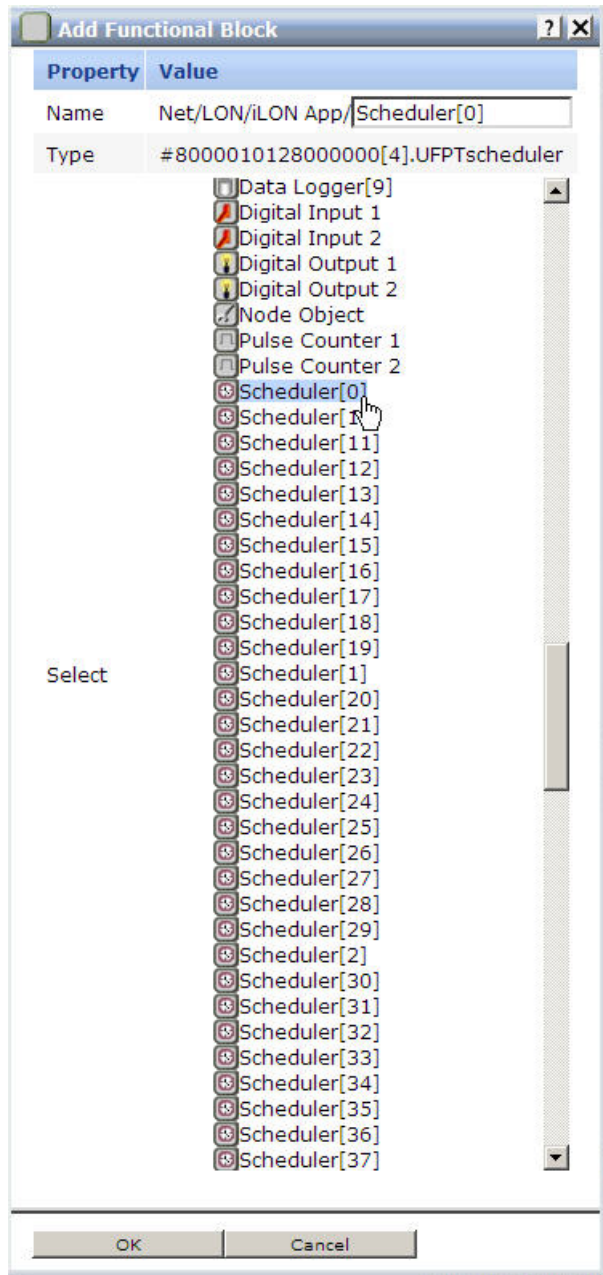 Add Functional Block ? X
Property Value
Name Net/LON/iLON App/Scheduler[0]
Type #8000010128000000[4].UFPTscheduler
Data Logger[9]
Digital Input 1
Digital Input 2
Digital Output 1
Digital Output 2
Node Object
Pulse Counter 1
Pulse Counter 2
Scheduler[0]
Scheduler[1
Scheduler[11]
Scheduler[12]
Scheduler[13]
Scheduler[14]
Scheduler[15]
Scheduler[16]
Scheduler[17]
Scheduler[18]
Scheduler[19]
Select Scheduler[1]
Scheduler[20]
Scheduler[21]
Scheduler[22]
Scheduler[23]
Scheduler[24]
Scheduler[25]
Scheduler[26]
Scheduler[27]
Scheduler[28]
Scheduler[29]
Scheduler[2]
Scheduler[30]
Scheduler[31]
Scheduler[32]
Scheduler[33]
Scheduler[34]
Scheduler[35]
Scheduler[36]
Scheduler[37]
OK Cancel